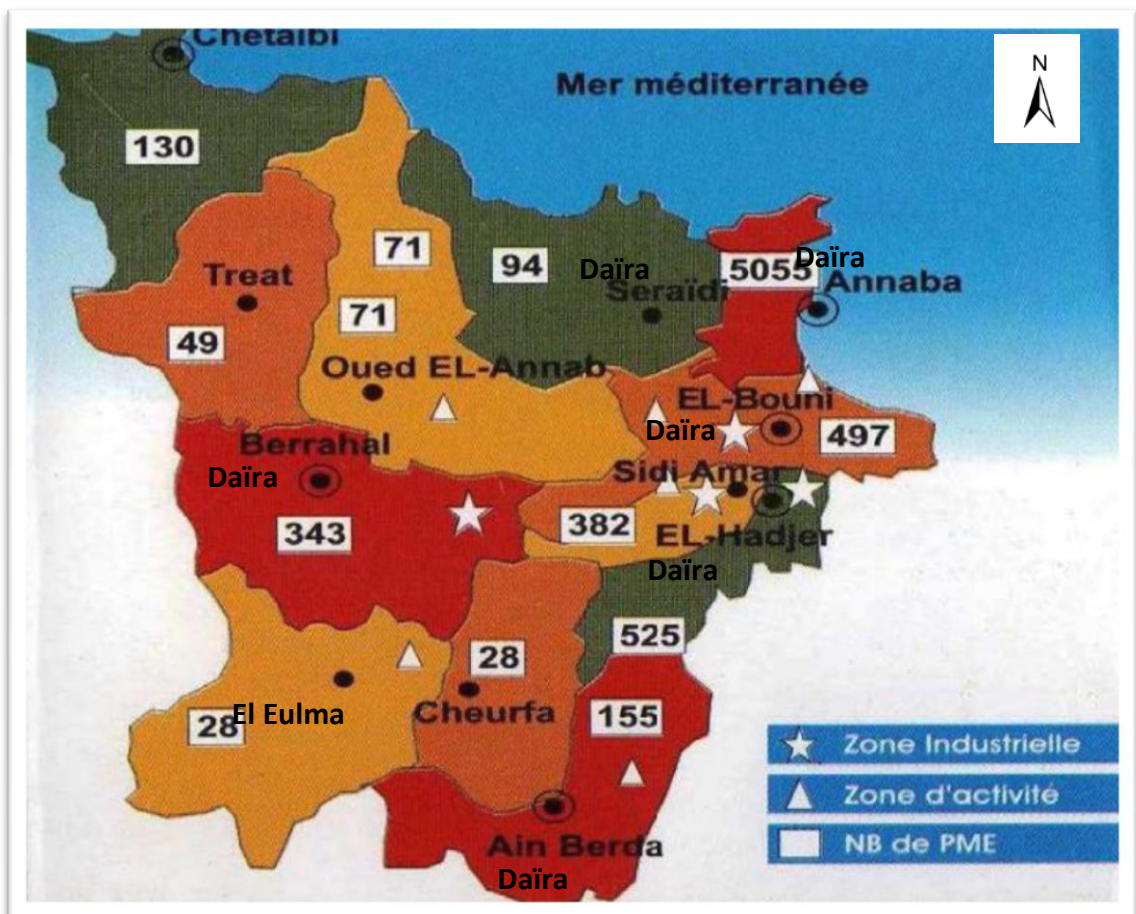 Chetaïbi
N
Mer méditerranée
130
71
94
Daïra
Daïra
5055
Treat
Seraïdi
Annaba
71
49
Oued EL-Annab
EL-Bouni
Daïra
497
Berrahal
Daïra
Sidi Amar
343
382
EL-Hadjer
Daïra
525
28
El Eulma
28
Cheurfa
155
Zone Industrielle
Zone d'activité
NB de PME
Ain Berda
Daïra